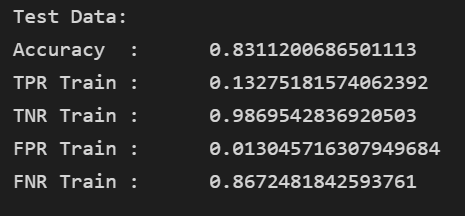 Test Data:
Accuracy  :      0.8311200686501113
TPR Train :      0.13275181574062392
TNR Train :      0.9869542836920503
FPR Train :      0.013045716307949684
FNR Train :      0.8672481842593761